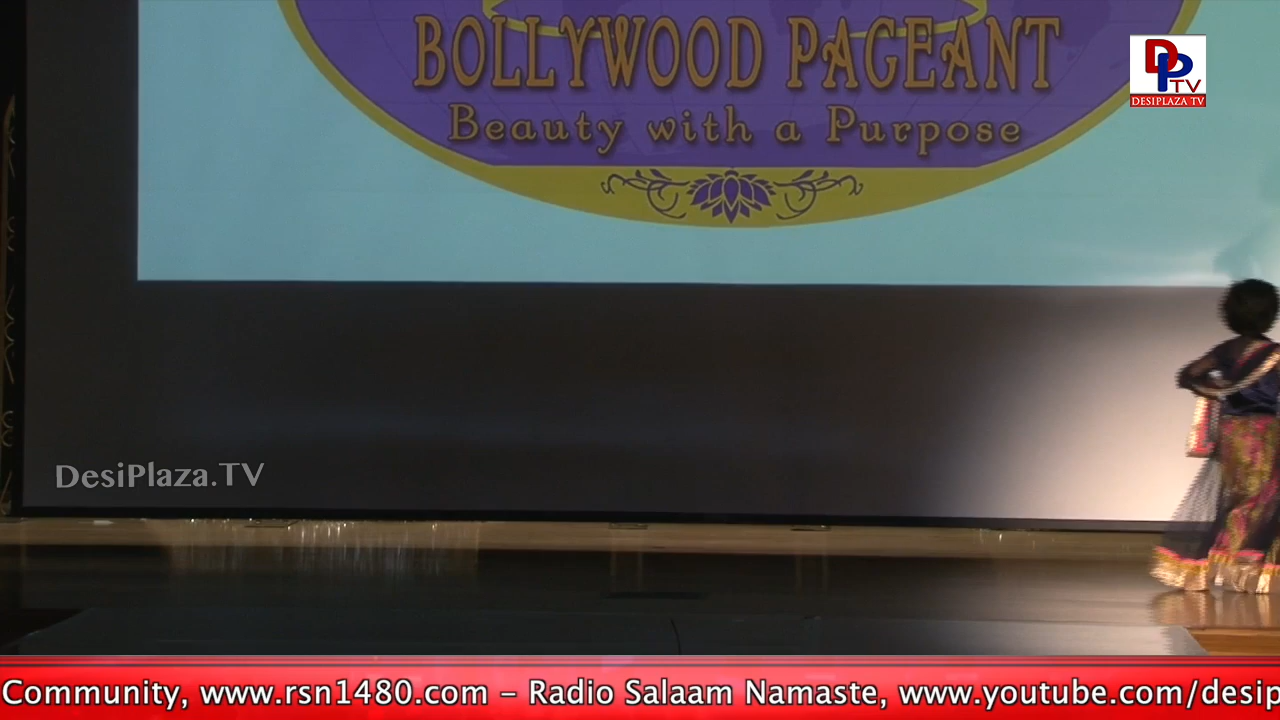 BOLLYWOOD PAGEANT
Beauty with a Purpose
DP TV
DESIPLAZA TV
DesiPlaza.TV
Community, www.rsn1480.com – Radio Salaam Namaste, www.youtube.com/desip